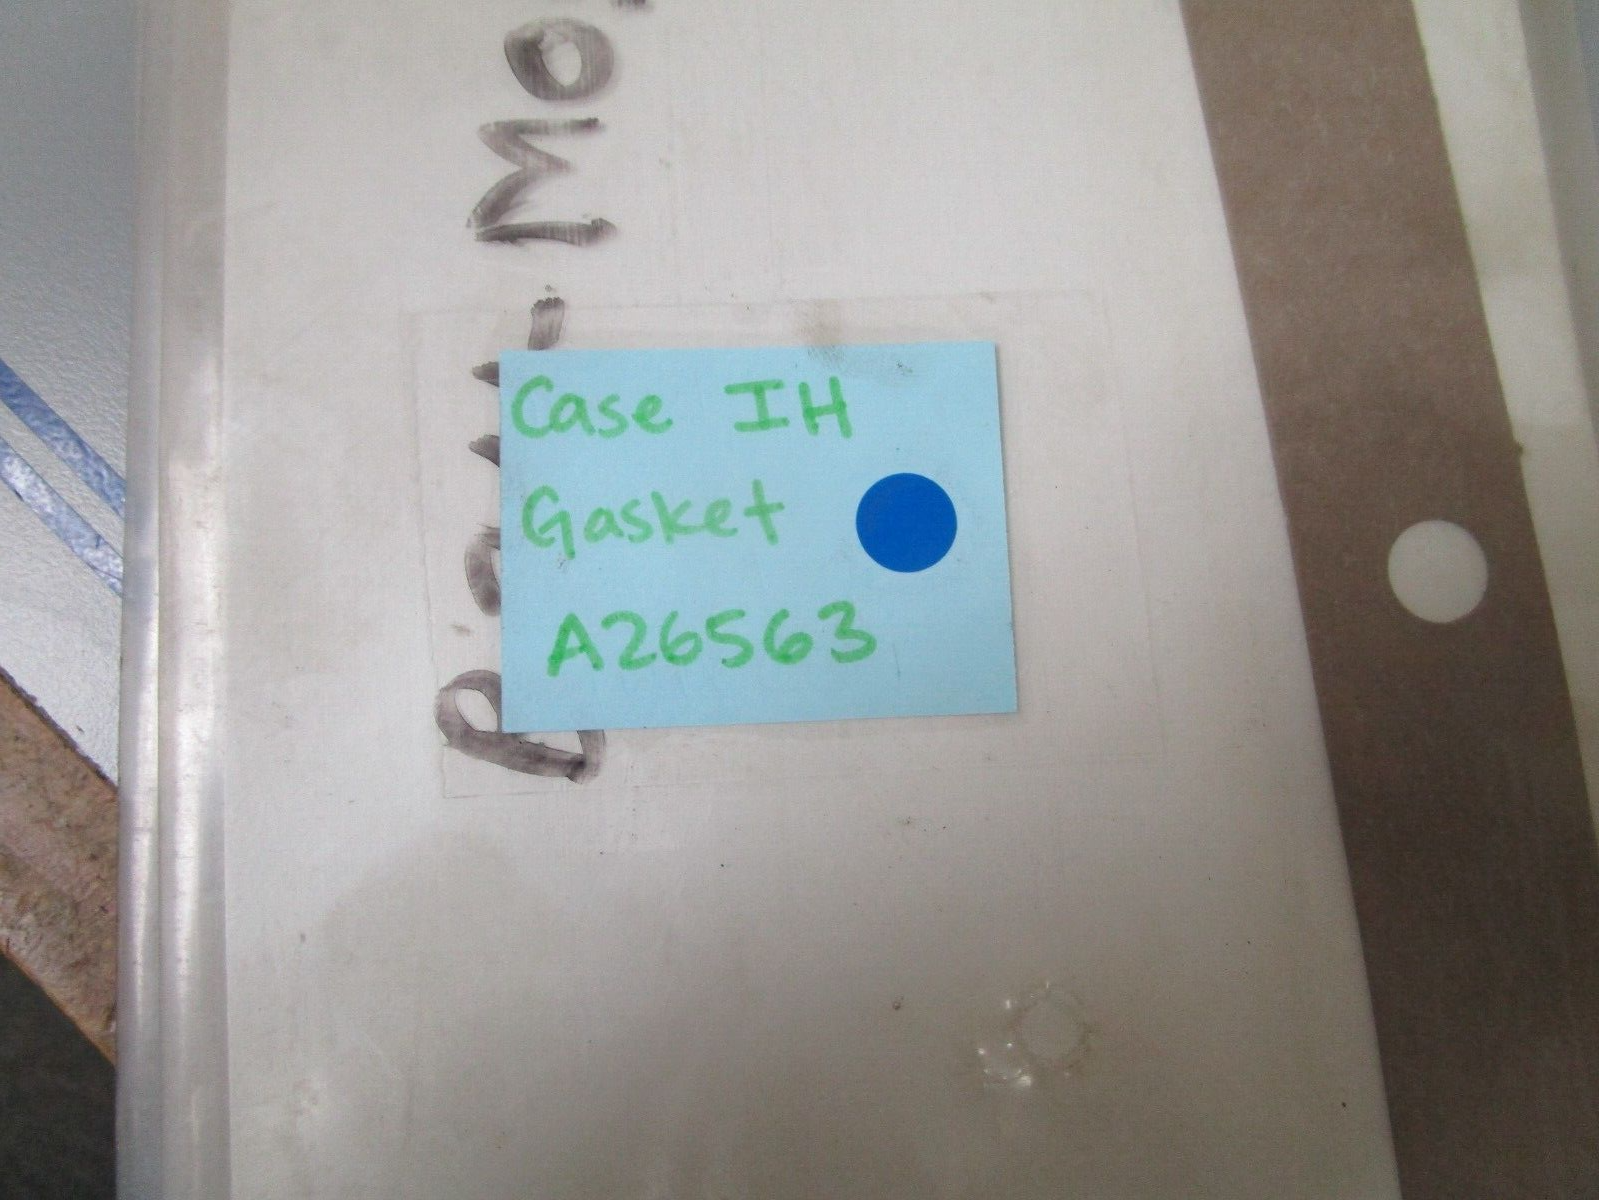 Case IH
Gasket
A26563